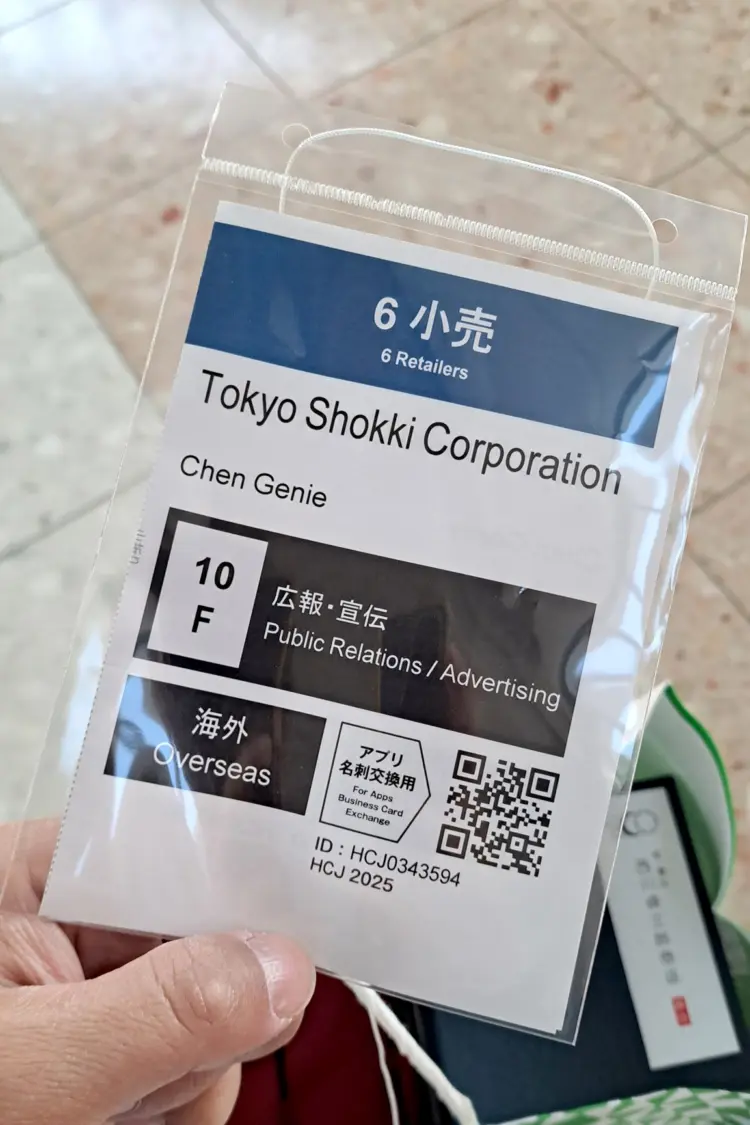 6 小売
6 Retailers
Tokyo Shokki Corporation
Chen Genie
10
F
広報・宣伝
Public Relations / Advertising
海外
Overseas
アプリ
名刺交換用
For Apps
Business Card
Exchange
ID : HCJ0343594
HCJ 2025